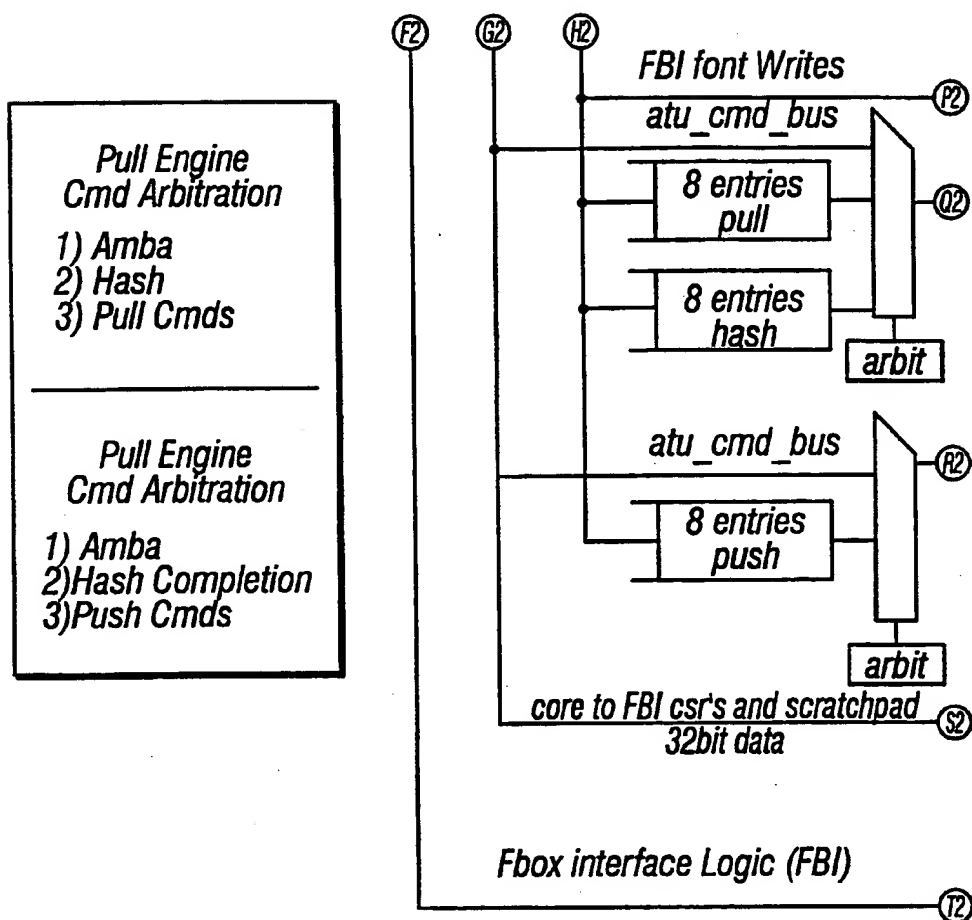 F2 G2 H2
FBI font Writes
P2
atu_cmd_bus
8 entries
pull
Q2
8 entries
hash
arbit
atu_cmd_bus
R2
8 entries
push
arbit
core to FBI csr's and scratchpad
32bit data
S2
Fbox interface Logic (FBI)
T2
Pull Engine
Cmd Arbitration
1) Amba
2) Hash
3) Pull Cmds
Pull Engine
Cmd Arbitration
1) Amba
2)Hash Completion
3)Push Cmds